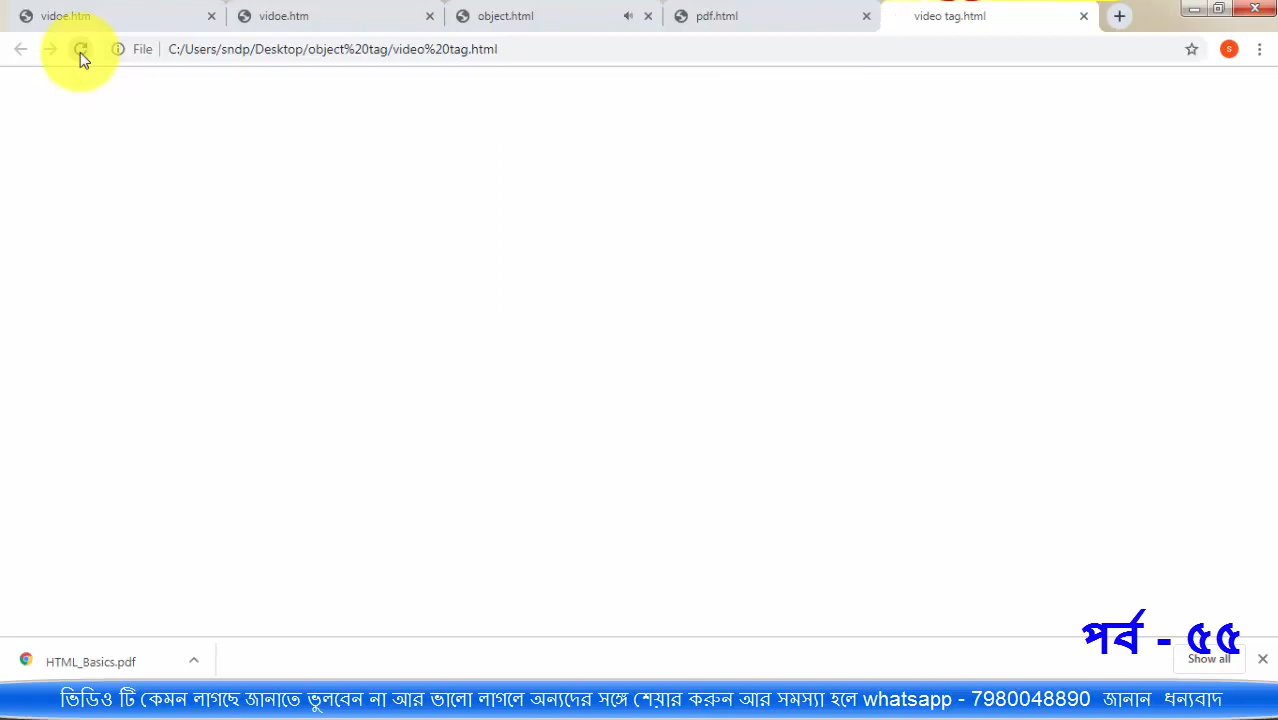 vidoe.htm
vidoe.htm
object.html
pdf.html
video tag.html
File
C:/Users/sndp/Desktop/object%20tag/video%20tag.html
s
পর্ব - ৫৫
HTML_Basics.pdf
Show all
ভিডিও টি কেমন লাগছে জানাতে ভুলবেন না আর ভালো লাগলে অন্যদের সঙ্গে শেয়ার করুন আর সমস্যা হলে whatsapp - 7980048890 জানান ধন্যবাদ